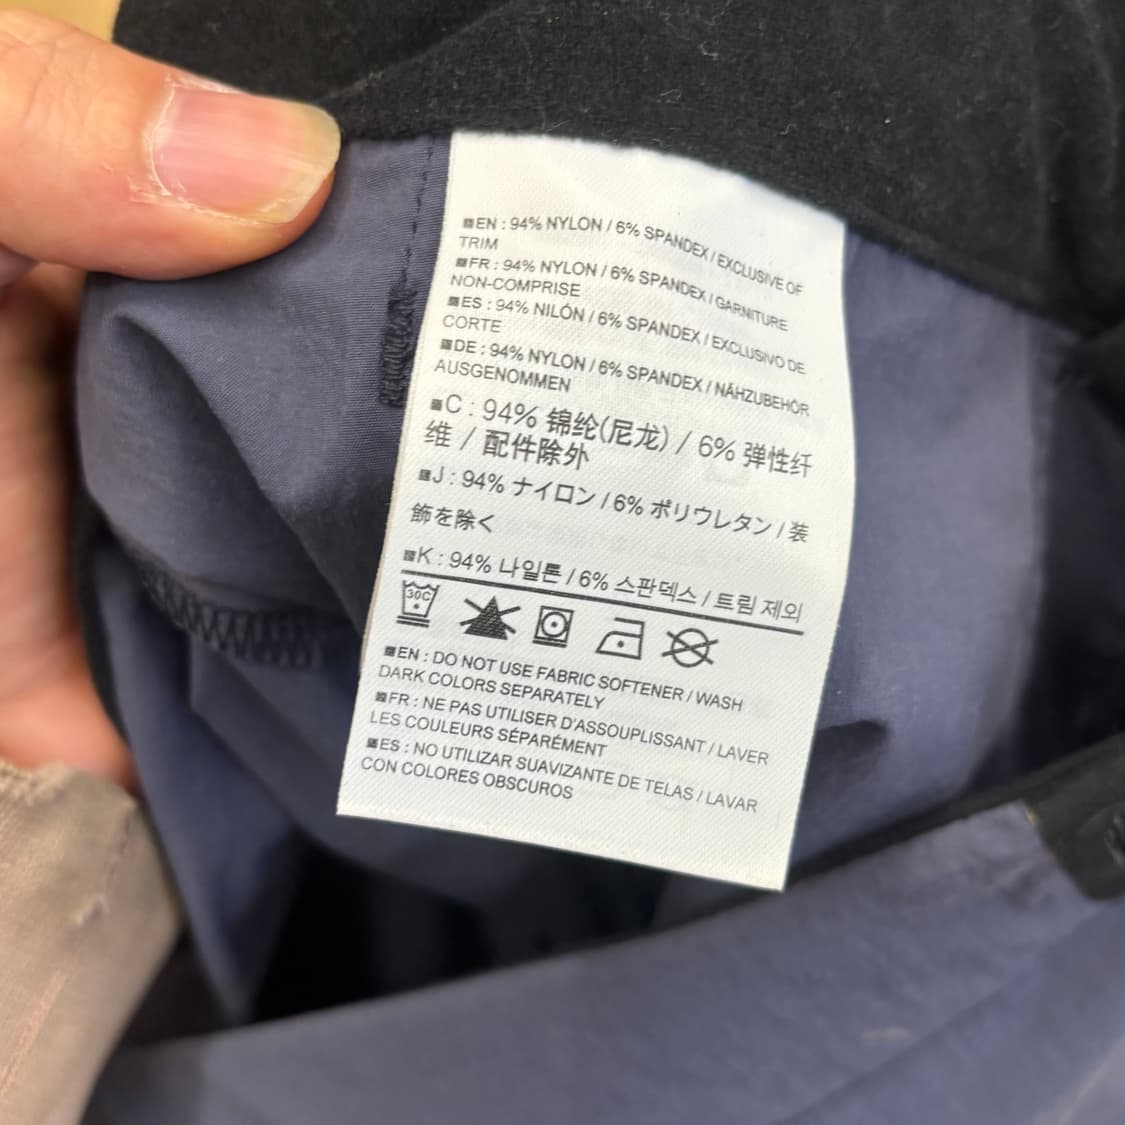 EN : 94% NYLON / 6% SPANDEX / EXCLUSIVE OF
TRIM
FR : 94% NYLON / 6% SPANDEX / GARNITURE
NON-COMPRISE
ES : 94% NILÓN / 6% SPANDEX / EXCLUSIVO DE
CORTE
DE : 94% NYLON / 6% SPANDEX / NÄHZUBEHÖR
AUSGENOMMEN
C : 94% 锦纶(尼龙) / 6% 弹性纤
维 / 配件除外
J : 94% ナイロン / 6% ポリウレタン / 装
飾を除く
K : 94% 나일론 / 6% 스판덱스 / 트림 제외
30C
EN : DO NOT USE FABRIC SOFTENER / WASH
DARK COLORS SEPARATELY
FR : NE PAS UTILISER D'ASSOUPLISSANT / LAVER
LES COULEURS SÉPARÉMENT
ES : NO UTILIZAR SUAVIZANTE DE TELAS / LAVAR
CON COLORES OBSCUROS